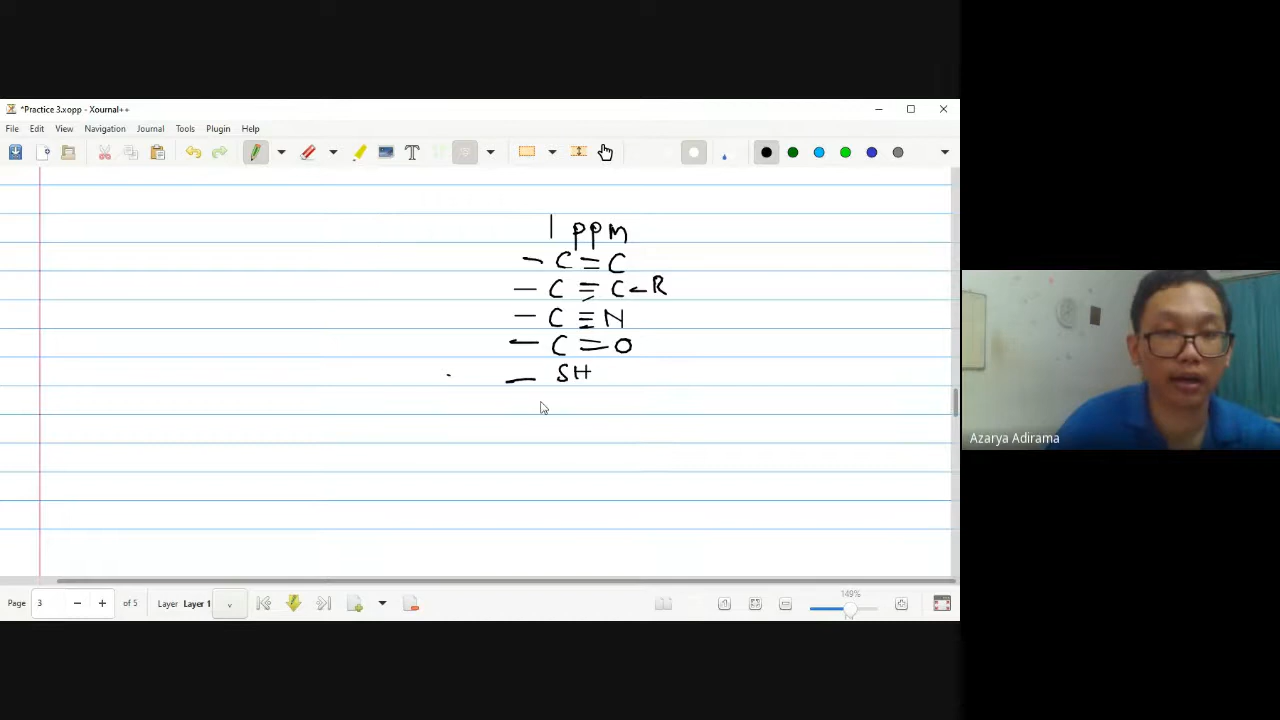 *Practice 3.xopp - Xournal++
File Edit View Navigation Journal Tools Plugin Help
1 ppm
- C = C
- C ≡ C - R
- C ≡ N
- C = O
- SH
Azarya Adirama
Page 3 of 5 Layer Layer 1 149%